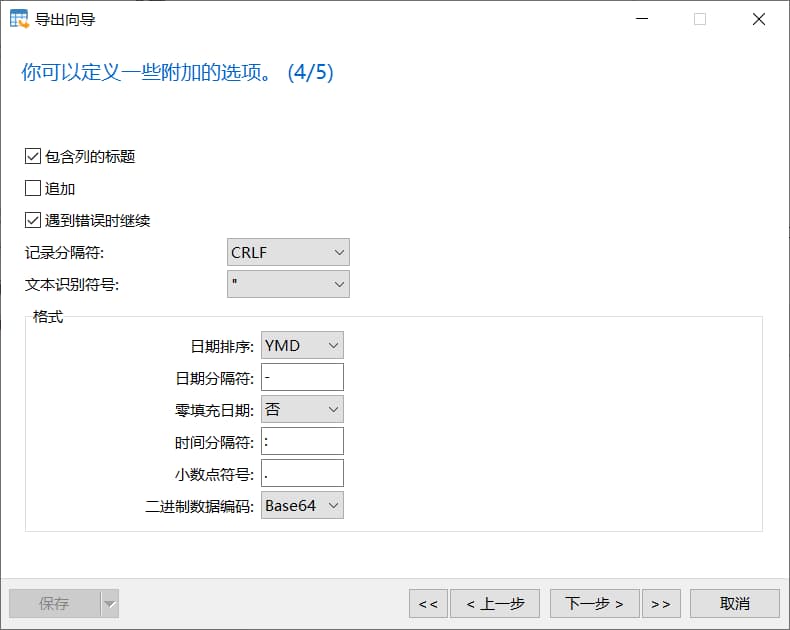 导出向导
你可以定义一些附加的选项。 (4/5)
包含列的标题
追加
遇到错误时继续
记录分隔符: CRLF
文本识别符号: "
格式
日期排序: YMD
日期分隔符: -
零填充日期: 否
时间分隔符: :
小数点符号: .
二进制数据编码: Base64
保存 << < 上一步 下一步 > >> 取消